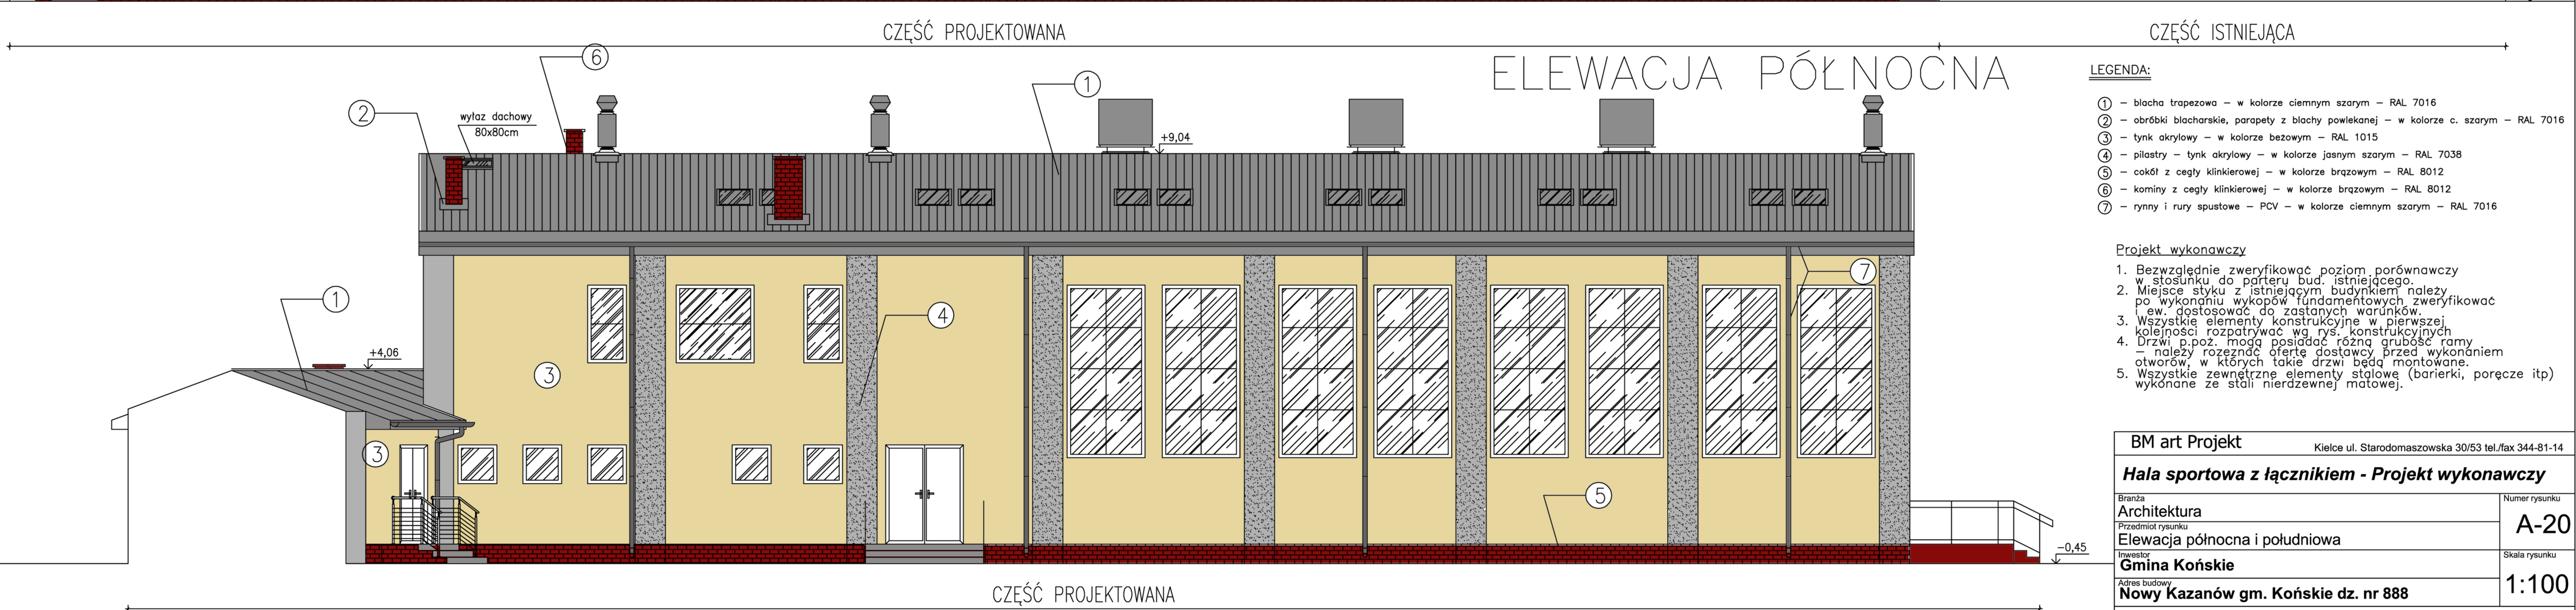 CZĘŚĆ PROJEKTOWANA
CZĘŚĆ ISTNIEJĄCA
ELEWACJA PÓŁNOCNA
6
1
2
wyłaz dachowy
80x80cm
+9,04
1
+4,06
3
3
4
7
5
-0,45
CZĘŚĆ PROJEKTOWANA
LEGENDA:
1 – blacha trapezowa – w kolorze ciemnym szarym – RAL 7016
2 – obróbki blacharskie, parapety z blachy powlekanej – w kolorze c. szarym – RAL 7016
3 – tynk akrylowy – w kolorze beżowym – RAL 1015
4 – pilastry – tynk akrylowy – w kolorze jasnym szarym – RAL 7038
5 – cokół z cegły klinkierowej – w kolorze brązowym – RAL 8012
6 – kominy z cegły klinkierowej – w kolorze brązowym – RAL 8012
7 – rynny i rury spustowe – PCV – w kolorze ciemnym szarym – RAL 7016
Projekt wykonawczy
1. Bezwzględnie zweryfikować poziom porównawczy
w stosunku do parteru bud. istniejącego.
2. Miejsce styku z istniejącym budynkiem należy
po wykonaniu wykopów fundamentowych zweryfikować
i ew. dostosować do zastanych warunków.
3. Wszystkie elementy konstrukcyjne w pierwszej
kolejności rozpatrywać wg rys. konstrukcyjnych
4. Drzwi p.poż. mogą posiadać różną grubość ramy
– należy rozeznać ofertę dostawcy przed wykonaniem
otworów, w których takie drzwi będą montowane.
5. Wszystkie zewnętrzne elementy stalowe (barierki, poręcze itp)
wykonane ze stali nierdzewnej matowej.
BM art Projekt Kielce ul. Starodomaszowska 30/53 tel./fax 344-81-14
Hala sportowa z łącznikiem - Projekt wykonawczy
Branża
Architektura
Numer rysunku
A-20
Przedmiot rysunku
Elewacja północna i południowa
Inwestor
Gmina Końskie
Skala rysunku
1:100
Adres budowy
Nowy Kazanów gm. Końskie dz. nr 888